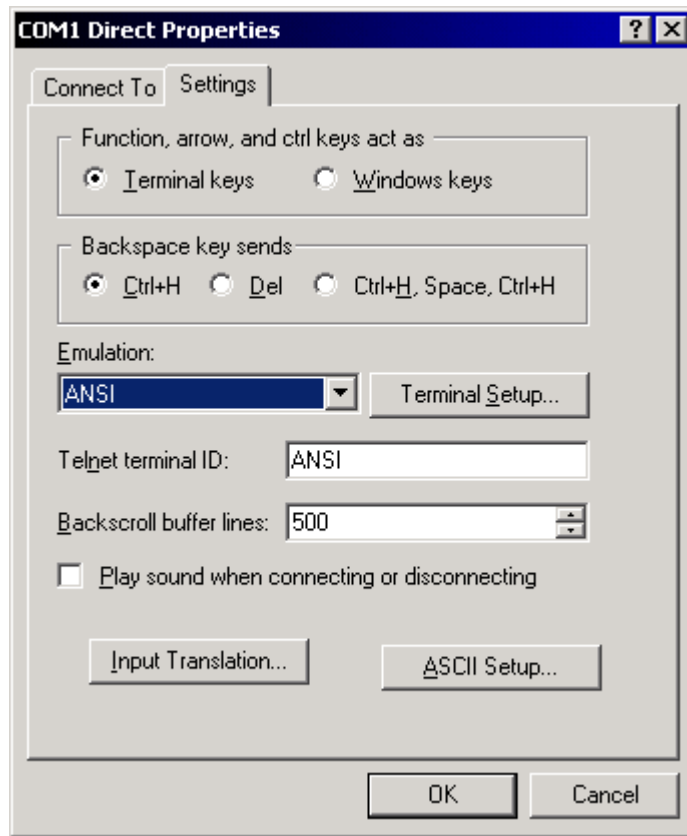 COM1 Direct Properties
Connect To Settings
Function, arrow, and ctrl keys act as
Terminal keys Windows keys
Backspace key sends
Ctrl+H Del Ctrl+H, Space, Ctrl+H
Emulation:
ANSI Terminal Setup...
Telnet terminal ID: ANSI
Backscroll buffer lines: 500
Play sound when connecting or disconnecting
Input Translation... ASCII Setup...
OK Cancel